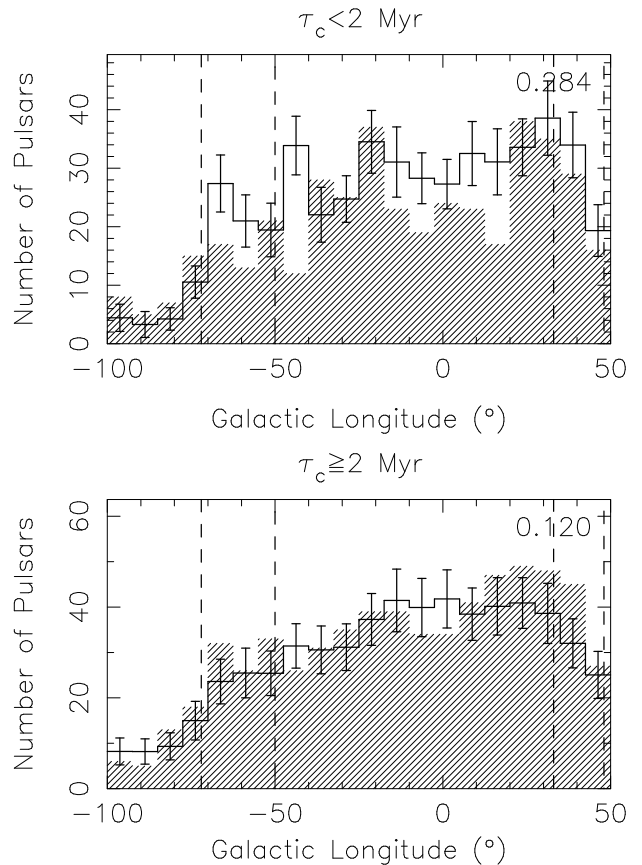 τc<2 Myr
0.284
Number of Pulsars
0 10 20 30 40
−100 −50 0 50
Galactic Longitude (°)
τc≧2 Myr
0.120
Number of Pulsars
0 20 40 60
−100 −50 0 50
Galactic Longitude (°)